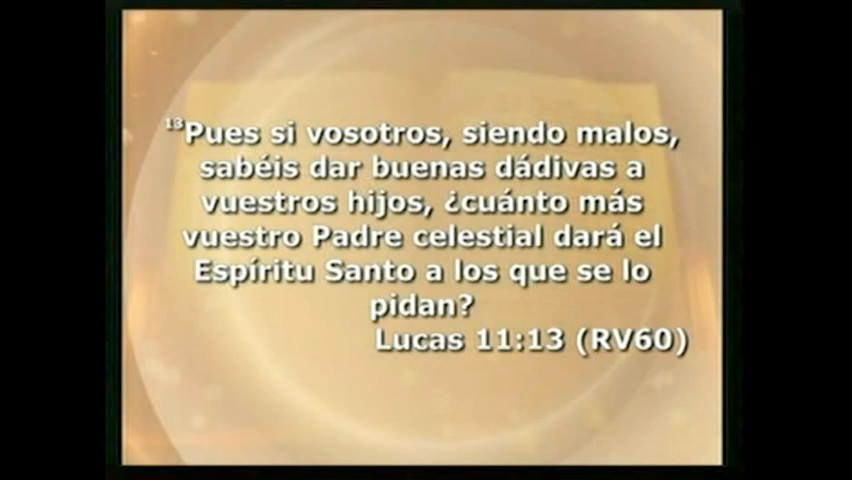 13Pues si vosotros, siendo malos,
sabéis dar buenas dádivas a
vuestros hijos, ¿cuánto más
vuestro Padre celestial dará el
Espíritu Santo a los que se lo
pidan?
Lucas 11:13 (RV60)